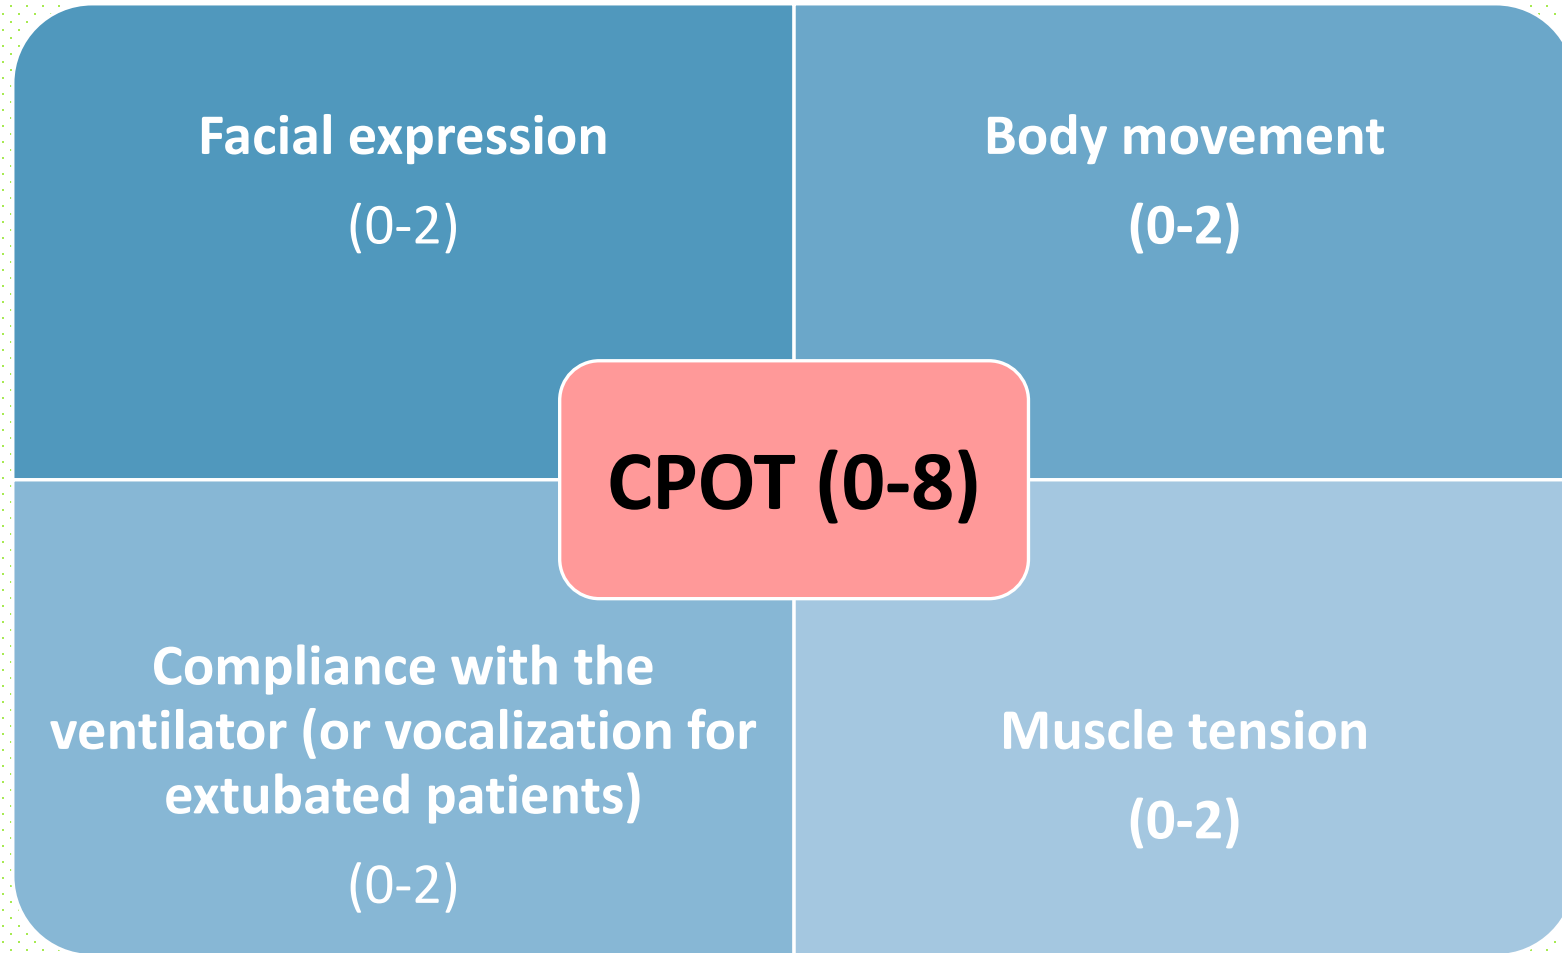 Facial expression
(0-2)
Body movement
(0-2)
CPOT (0-8)
Compliance with the
ventilator (or vocalization for
extubated patients)
(0-2)
Muscle tension
(0-2)